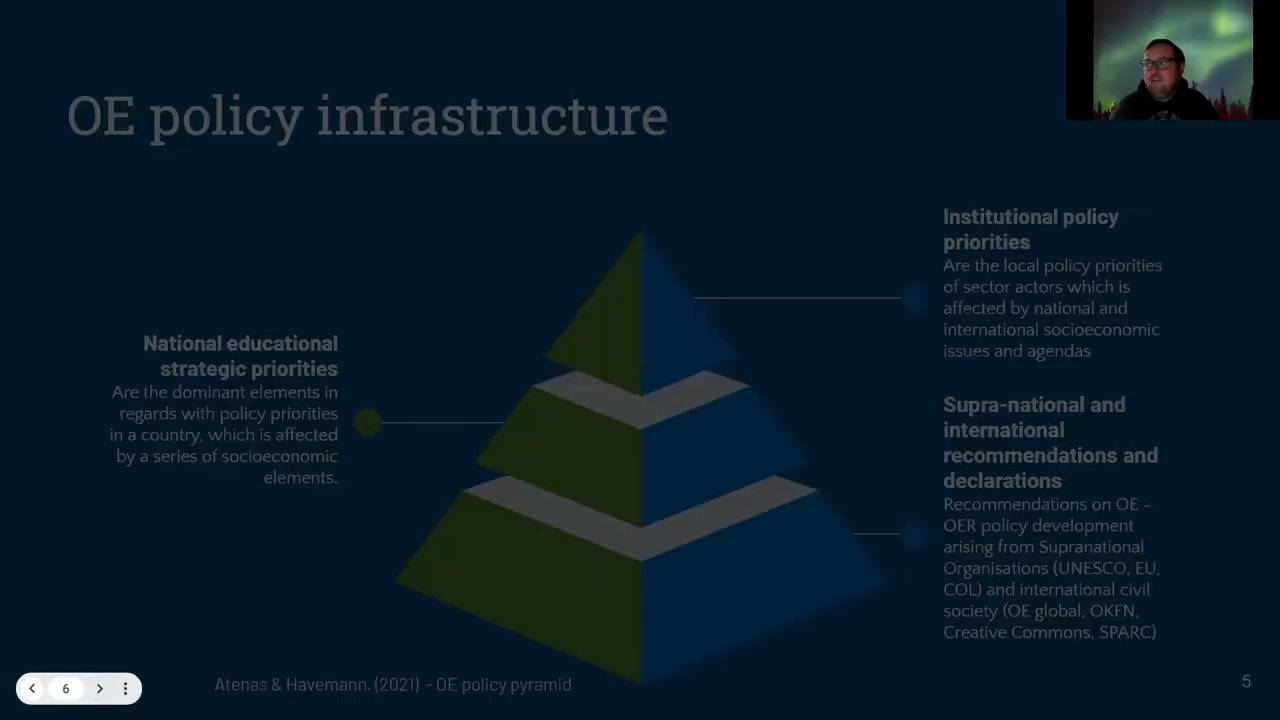 OE policy infrastructure
Institutional policy
priorities
Are the local policy priorities
of sector actors which is
affected by national and
international socioeconomic
issues and agendas
National educational
strategic priorities
Are the dominant elements in
regards with policy priorities
in a country, which is affected
by a series of socioeconomic
elements.
Supra-national and
international
recommendations and
declarations
Recommendations on OE –
OER policy development
arising from Supranational
Organisations (UNESCO, EU,
COL) and international civil
society (OE global, OKFN,
Creative Commons, SPARC)
6
Atenas & Havemann. (2021) - OE policy pyramid
5